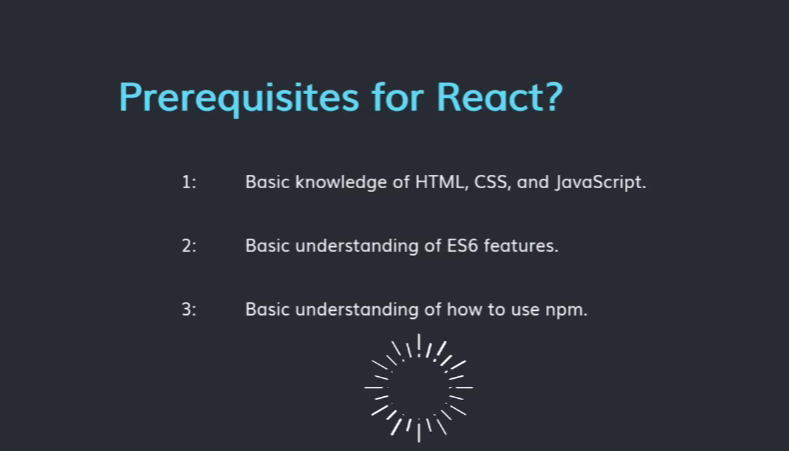 Prerequisites for React?
1: Basic knowledge of HTML, CSS, and JavaScript.
2: Basic understanding of ES6 features.
3: Basic understanding of how to use npm.